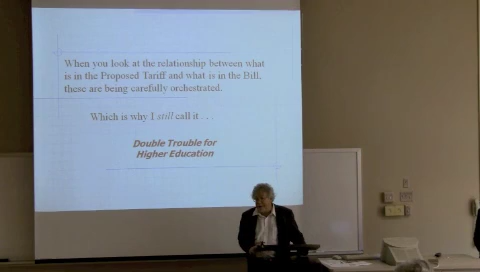 When you look at the relationship between what
is in the Proposed Tariff and what is in the Bill,
these are being carefully orchestrated.
Which is why I still call it . . .
Double Trouble for
Higher Education